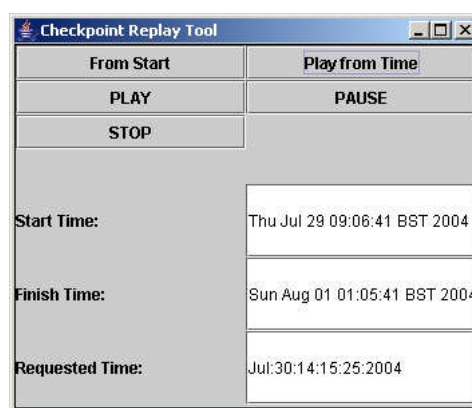 Checkpoint Replay Tool
From Start
Play from Time
PLAY
PAUSE
STOP
Start Time:
Thu Jul 29 09:06:41 BST 2004
Finish Time:
Sun Aug 01 01:05:41 BST 2004
Requested Time:
Jul:30:14:15:25:2004